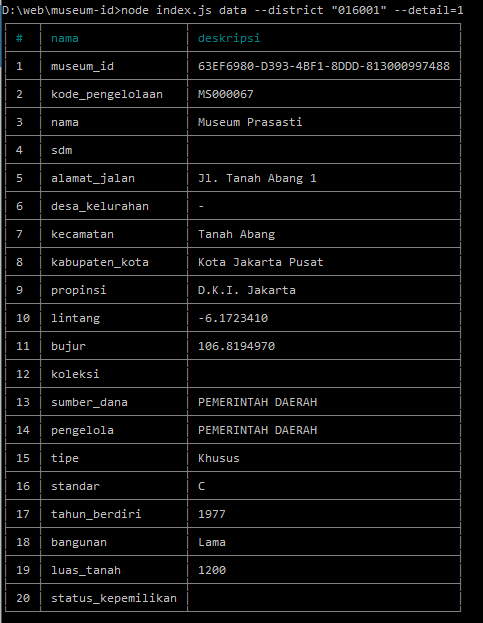 D:\web\museum-id>node index.js data --district "016001" --detail=1
# nama deskripsi
1 museum_id 63EF6980-D393-4BF1-8DDD-813000997488
2 kode_pengelolaan MS000067
3 nama Museum Prasasti
4 sdm
5 alamat_jalan Jl. Tanah Abang 1
6 desa_kelurahan -
7 kecamatan Tanah Abang
8 kabupaten_kota Kota Jakarta Pusat
9 propinsi D.K.I. Jakarta
10 lintang -6.1723410
11 bujur 106.8194970
12 koleksi
13 sumber_dana PEMERINTAH DAERAH
14 pengelola PEMERINTAH DAERAH
15 tipe Khusus
16 standar C
17 tahun_berdiri 1977
18 bangunan Lama
19 luas_tanah 1200
20 status_kepemilikan